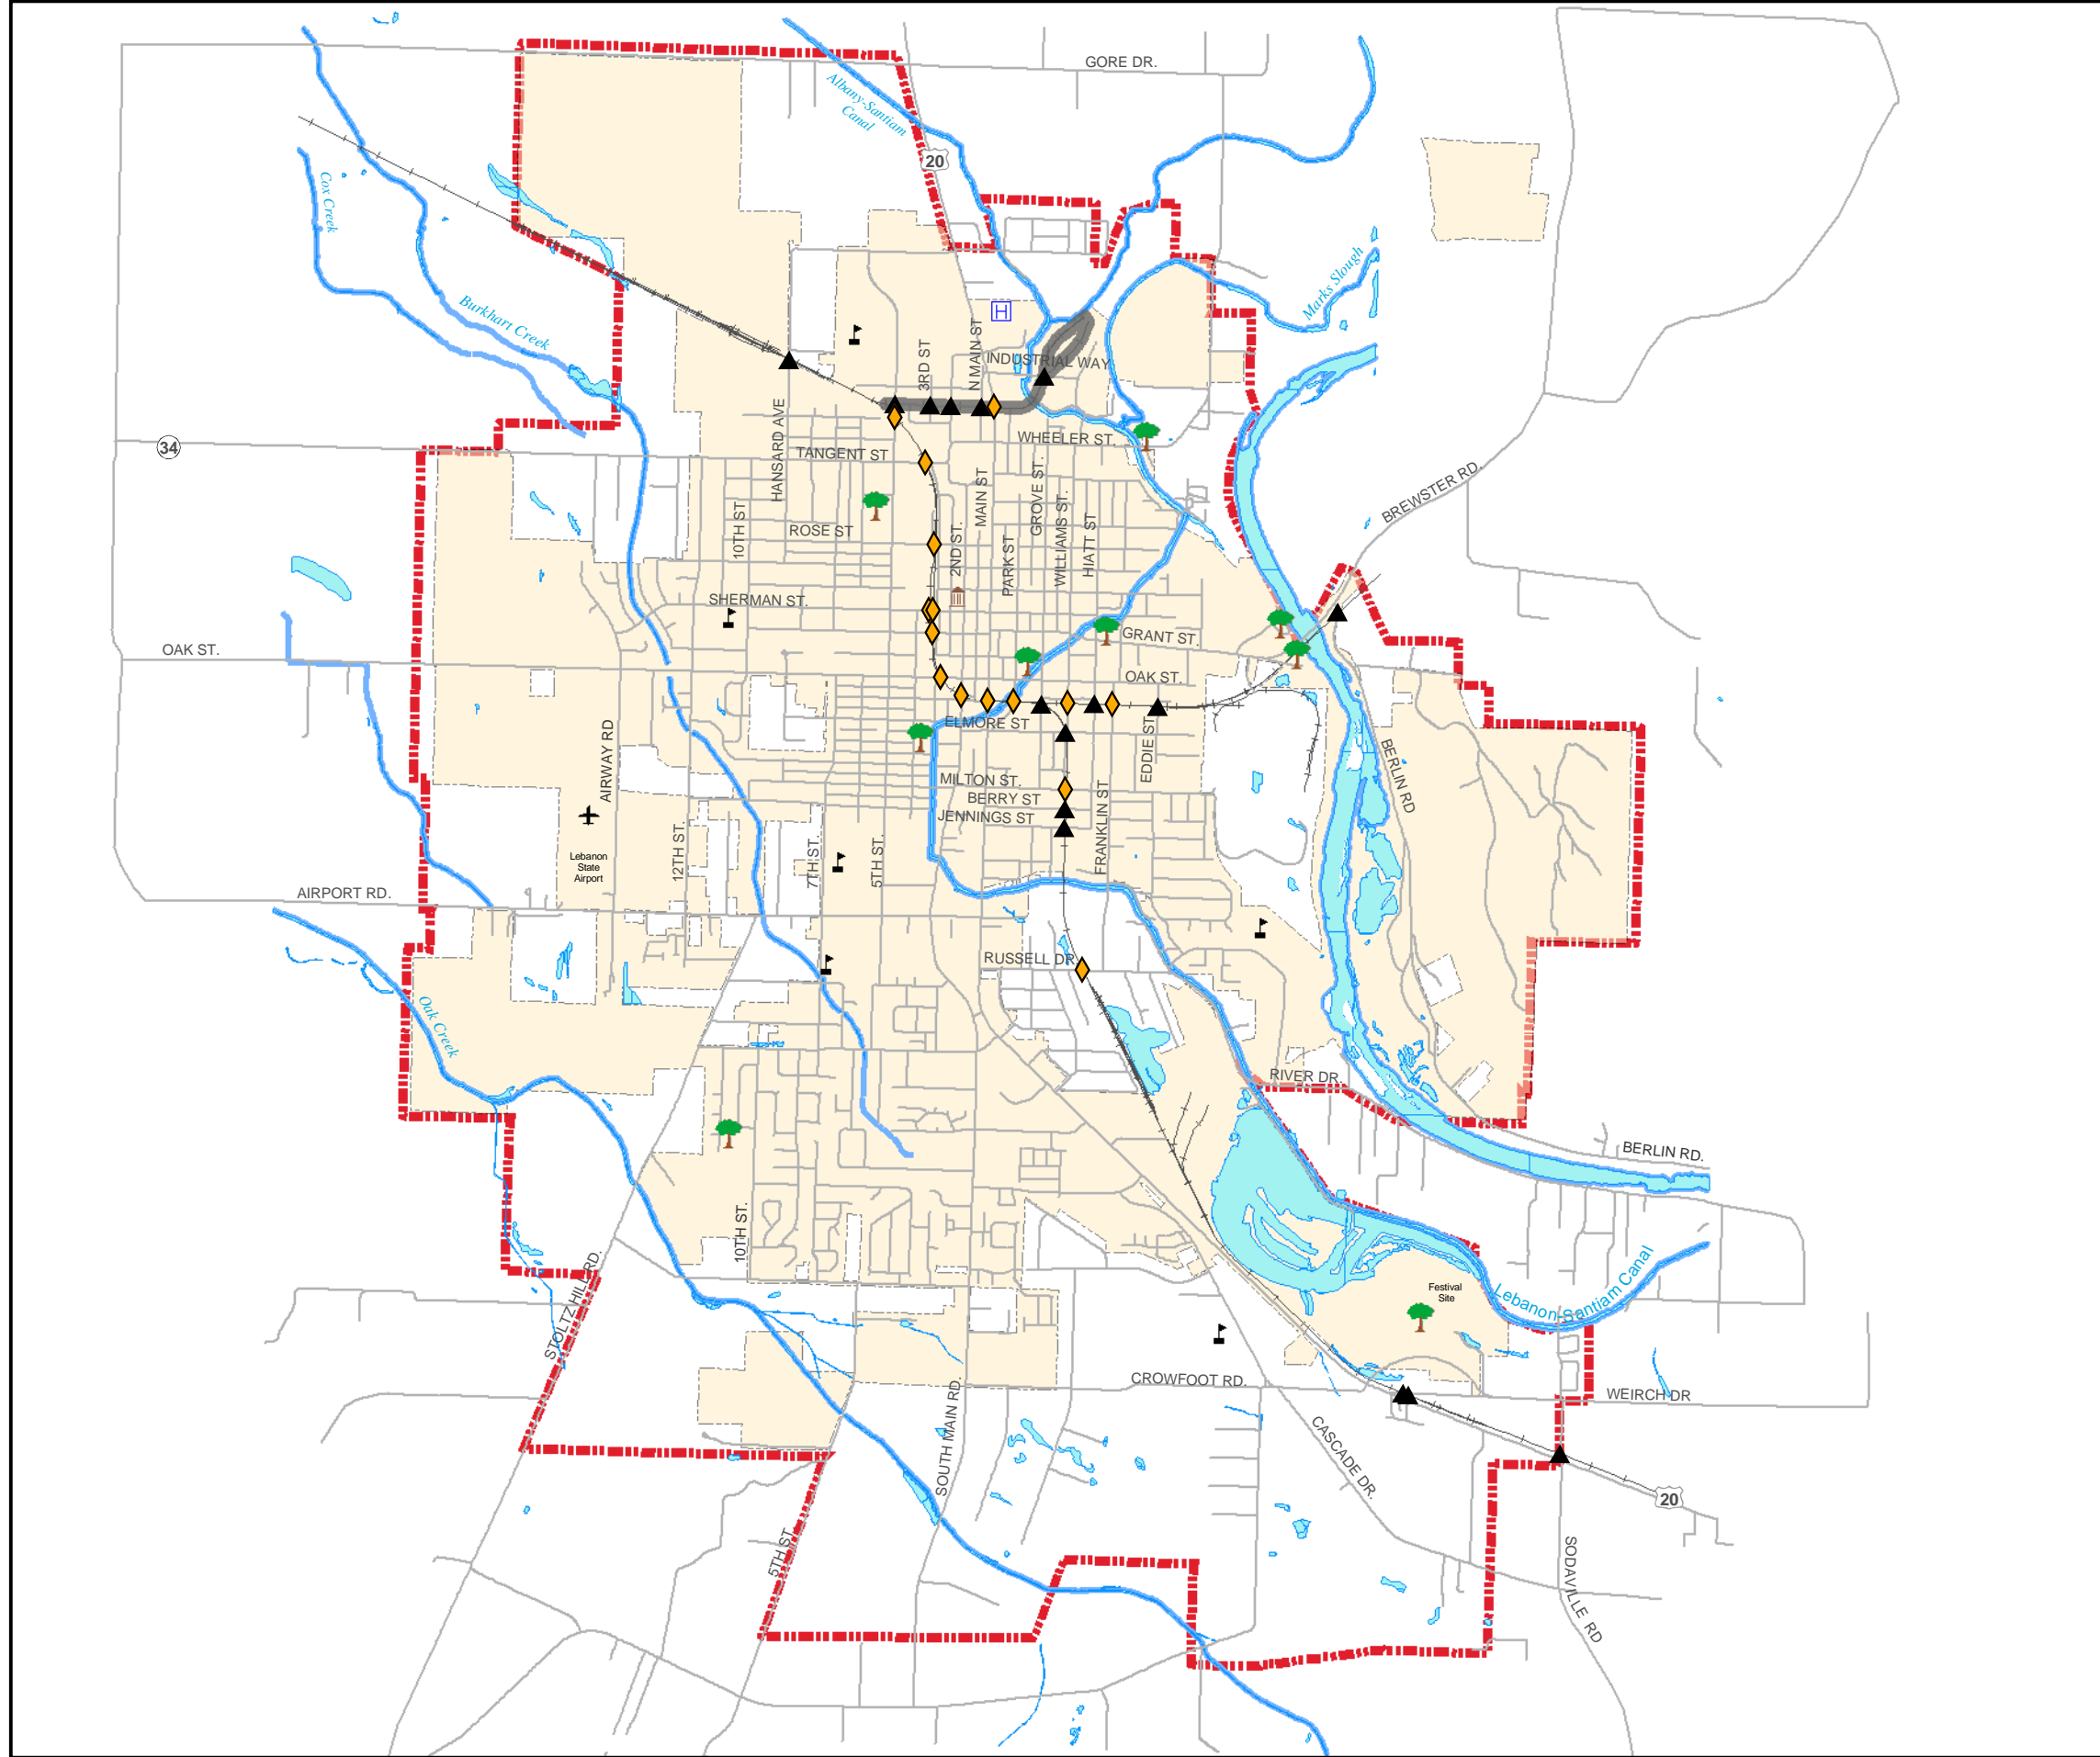 GORE DR.
Albany-Santiam
Canal
20
Cox Creek
Marks Slough
Burkhart Creek
H
3RD ST
N MAIN ST
INDUSTRIAL WAY
HANSARD AVE
34
WHEELER ST.
TANGENT ST
BREWSTER RD.
MAIN ST
GROVE ST.
WILLIAMS ST.
HIATT ST
10TH ST
ROSE ST
2ND ST.
PARK ST
SHERMAN ST.
GRANT ST.
OAK ST.
OAK ST.
ELMORE ST
EDDIE ST
BERLIN RD
AIRWAY RD
MILTON ST.
BERRY ST
JENNINGS ST
FRANKLIN ST
12TH ST.
7TH ST.
5TH ST.
Lebanon
State
Airport
AIRPORT RD.
RUSSELL DR.
Oak Creek
RIVER DR.
BERLIN RD.
10TH ST.
STOLTZ HILL RD.
Festival
Site
Lebanon-Santiam Canal
CROWFOOT RD.
WEIRCH DR
SOUTH MAIN RD.
CASCADE DR.
20
5TH ST.
SODAVILLE RD